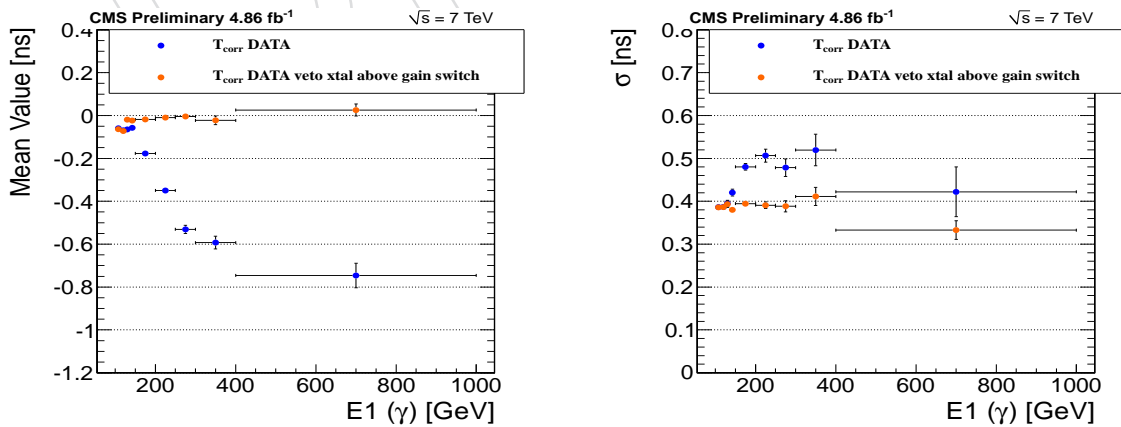 CMS Preliminary 4.86 fb⁻¹ √s = 7 TeV
T_corr DATA
T_corr DATA veto xtal above gain switch
Mean Value [ns]
0.4
0.2
0
-0.2
-0.4
-0.6
-0.8
-1
-1.2
200 400 600 800 1000
E1 (γ) [GeV]
CMS Preliminary 4.86 fb⁻¹ √s = 7 TeV
T_corr DATA
T_corr DATA veto xtal above gain switch
σ [ns]
0.8
0.7
0.6
0.5
0.4
0.3
0.2
0.1
0
200 400 600 800 1000
E1 (γ) [GeV]